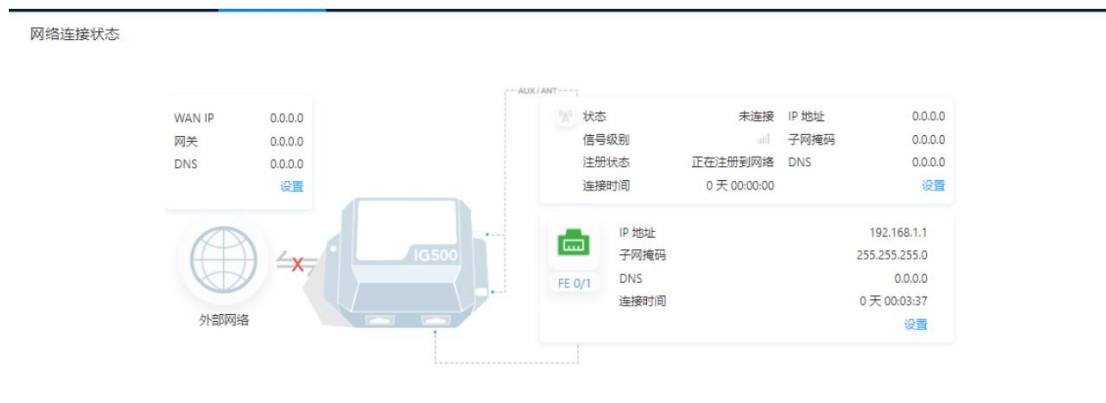 网络连接状态
AUX / ANT
WAN IP 0.0.0.0
网关 0.0.0.0
DNS 0.0.0.0
设置
外部网络
IG500
状态 未连接 IP 地址 0.0.0.0
信号级别 子网掩码 0.0.0.0
注册状态 正在注册到网络 DNS 0.0.0.0
连接时间 0 天 00:00:00 设置
FE 0/1
IP 地址 192.168.1.1
子网掩码 255.255.255.0
DNS 0.0.0.0
连接时间 0 天 00:03:37
设置